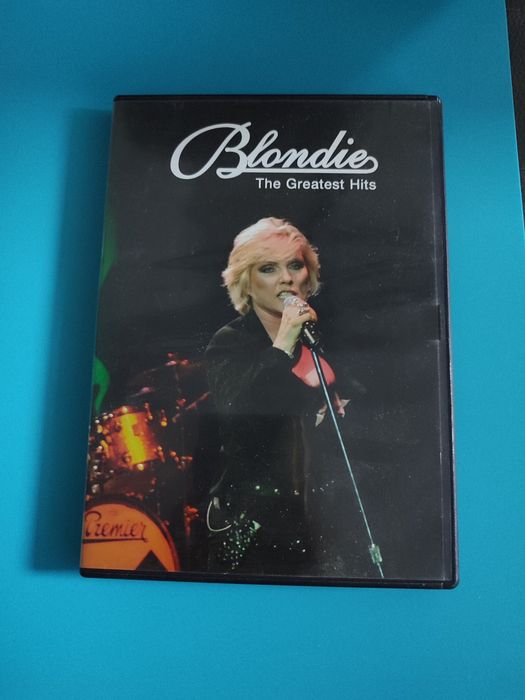 Blondie
The Greatest Hits
Premier